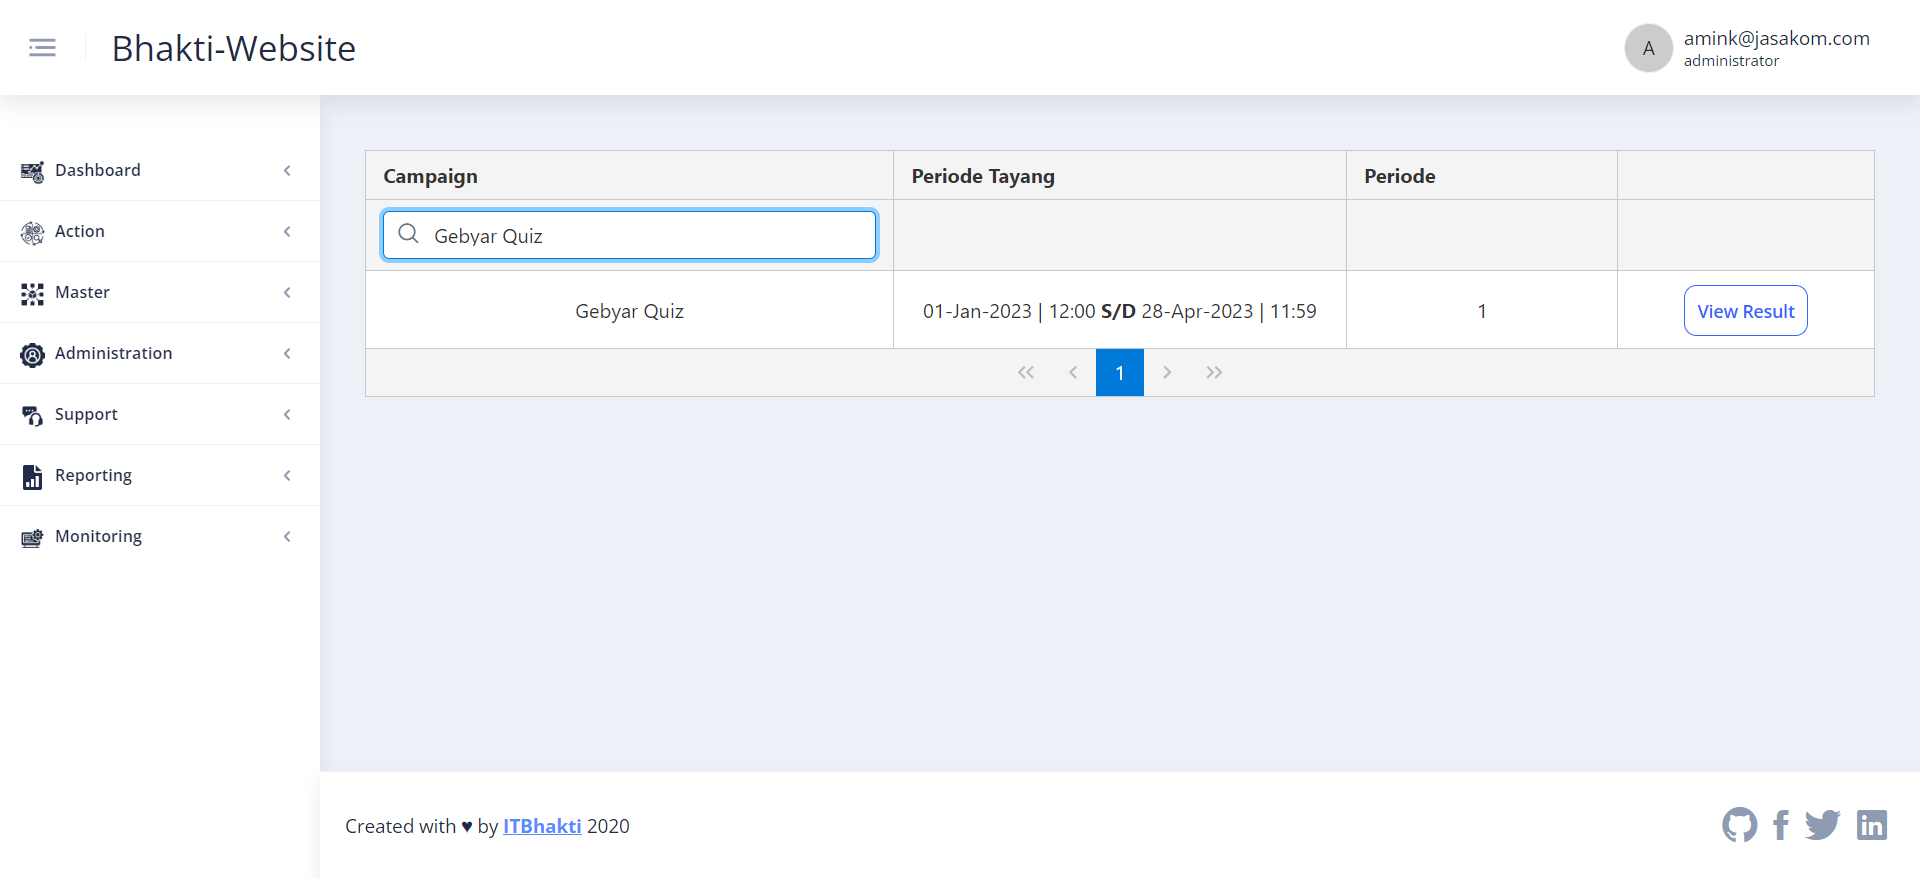 Bhakti-Website
A
amink@jasakom.com
administrator
Dashboard
Action
Master
Administration
Support
Reporting
Monitoring
Campaign Periode Tayang Periode
Gebyar Quiz
Gebyar Quiz 01-Jan-2023 | 12:00 S/D 28-Apr-2023 | 11:59 1 View Result
1
Created with ♥ by ITBhakti 2020